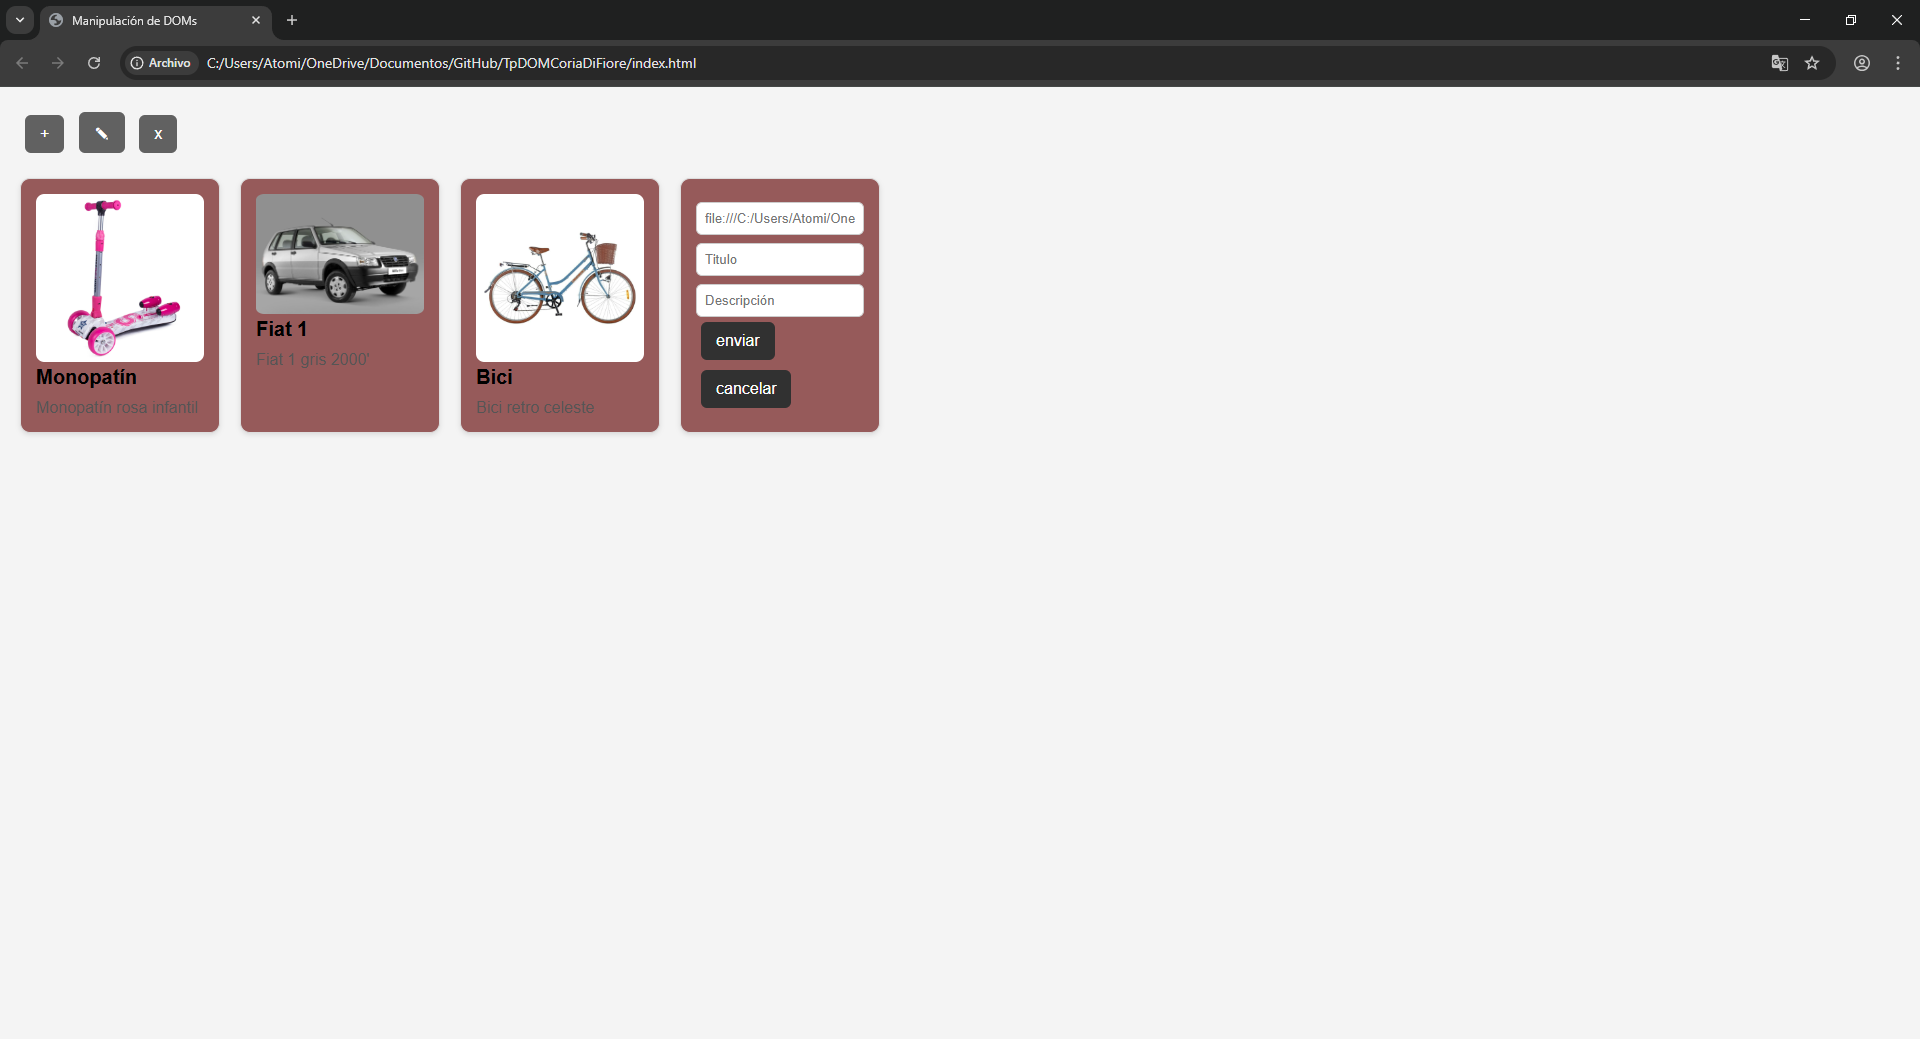 Manipulación de DOMs
Archivo
C:/Users/Atomi/OneDrive/Documentos/GitHub/TpDOMCoriaDiFiore/index.html
+
X
Monopatín
Monopatín rosa infantil
Fiat 1
Fiat 1 gris 2000'
Bici
Bici retro celeste
file:///C:/Users/Atomi/One
Titulo
Descripción
enviar
cancelar